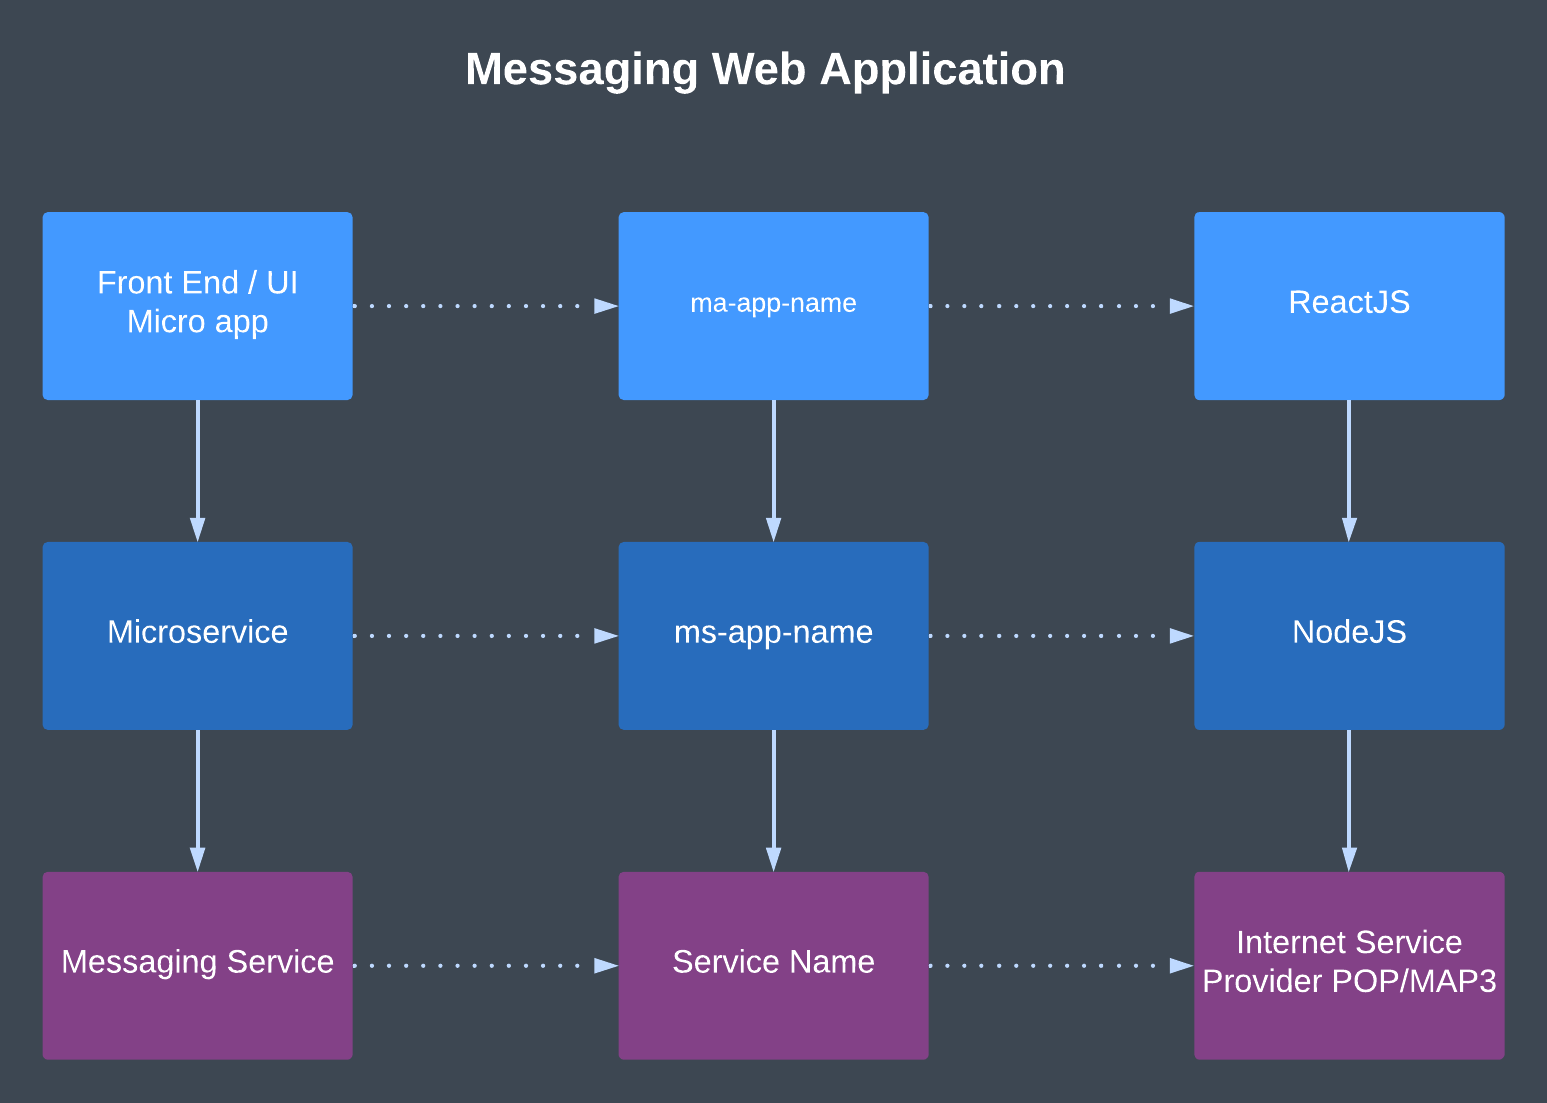 Messaging Web Application
Front End / UI
Micro app
ma-app-name
ReactJS
Microservice
ms-app-name
NodeJS
Messaging Service
Service Name
Internet Service
Provider POP/MAP3